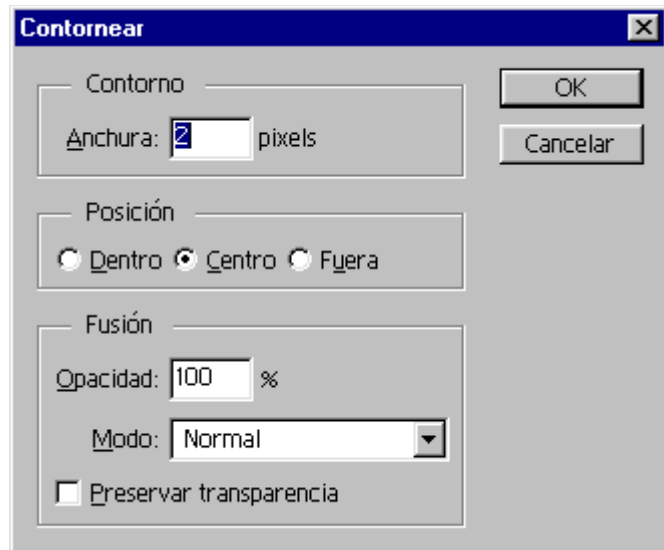 Contornear
Contorno
Anchura: 2 pixels
OK
Cancelar
Posición
Dentro Centro Fuera
Fusión
Opacidad: 100 %
Modo: Normal
Preservar transparencia